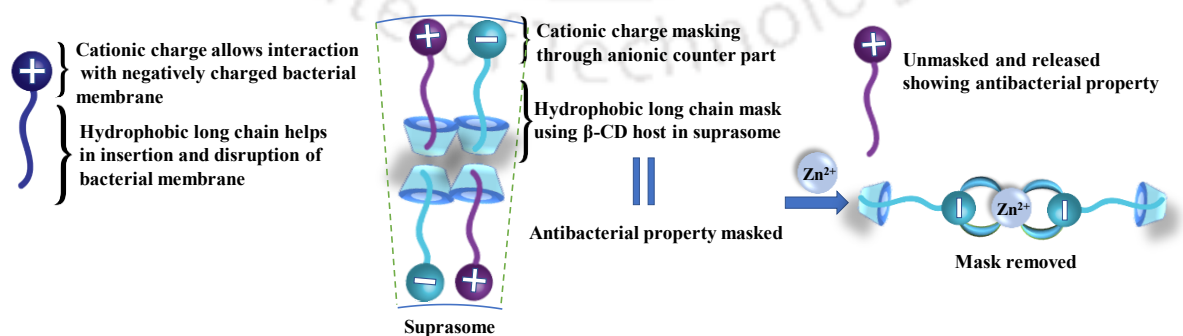 Cationic charge allows interaction
with negatively charged bacterial
membrane
Hydrophobic long chain helps
in insertion and disruption of
bacterial membrane
+
+
−
Cationic charge masking
through anionic counter part
Hydrophobic long chain mask
using β-CD host in suprasome
Antibacterial property masked
−
+
Suprasome
Zn²⁺
+
Unmasked and released
showing antibacterial property
−
Zn²⁺
−
Mask removed